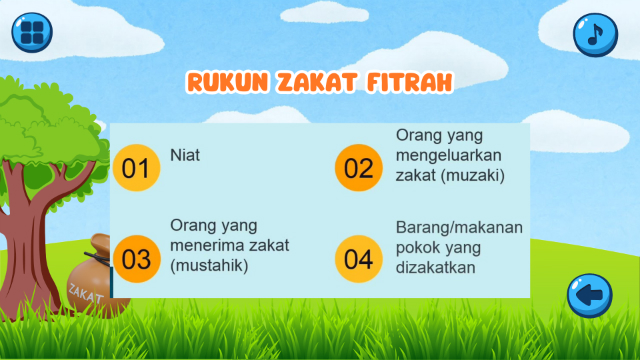 RUKUN ZAKAT FITRAH
01
Niat
02
Orang yang
mengeluarkan
zakat (muzaki)
03
Orang yang
menerima zakat
(mustahik)
04
Barang/makanan
pokok yang
dizakatkan
ZAKAT